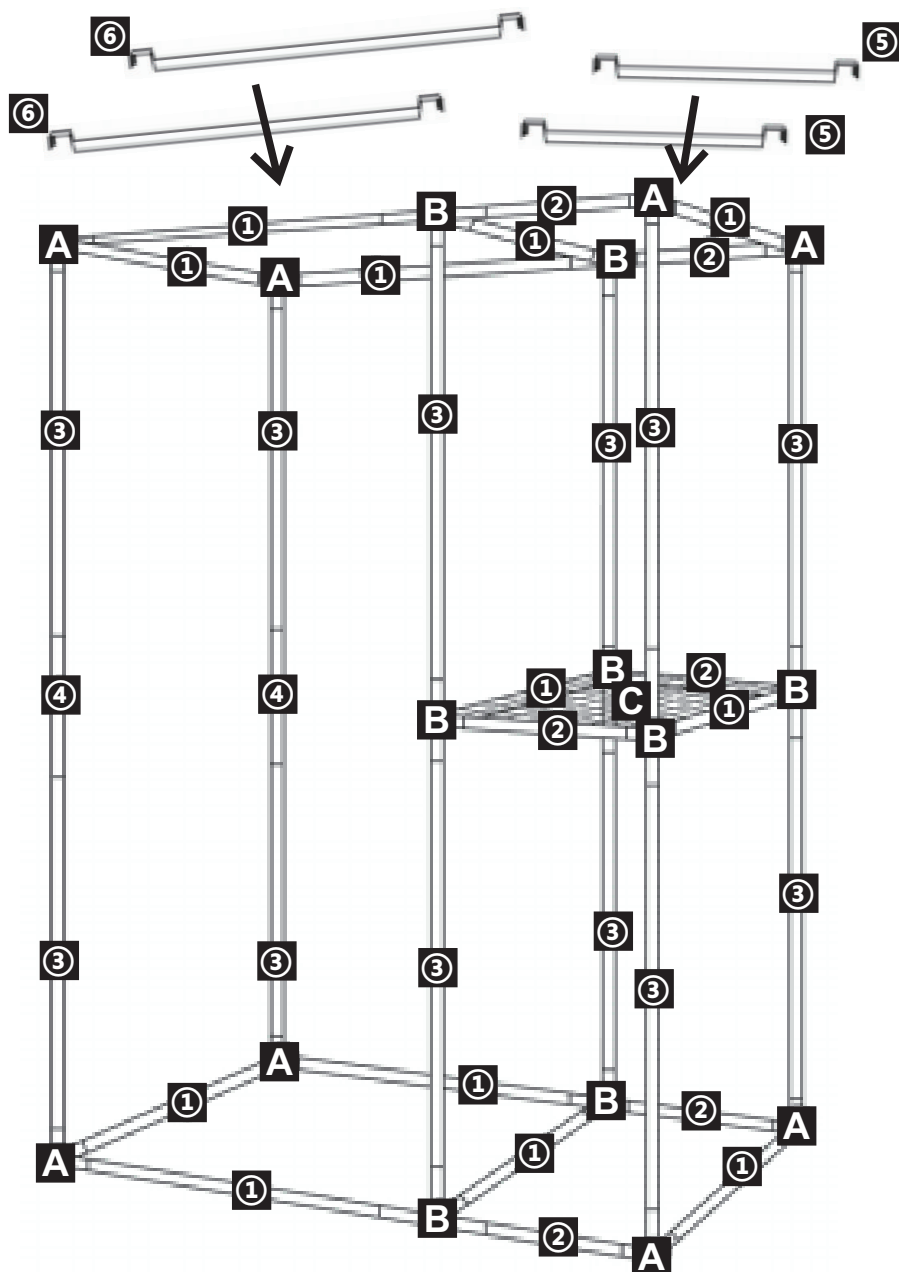 ⑥ ⑤
⑥ ⑤
① B ② A ①
A ① ① B ② A
① A ①
③ ③ ③ ③ ③ ③
④ ④ ① B ② B
B ② C ① B
③ ③ ③ ③ ③ ③
A ① ① B ② A
A ① ① B ② ① A